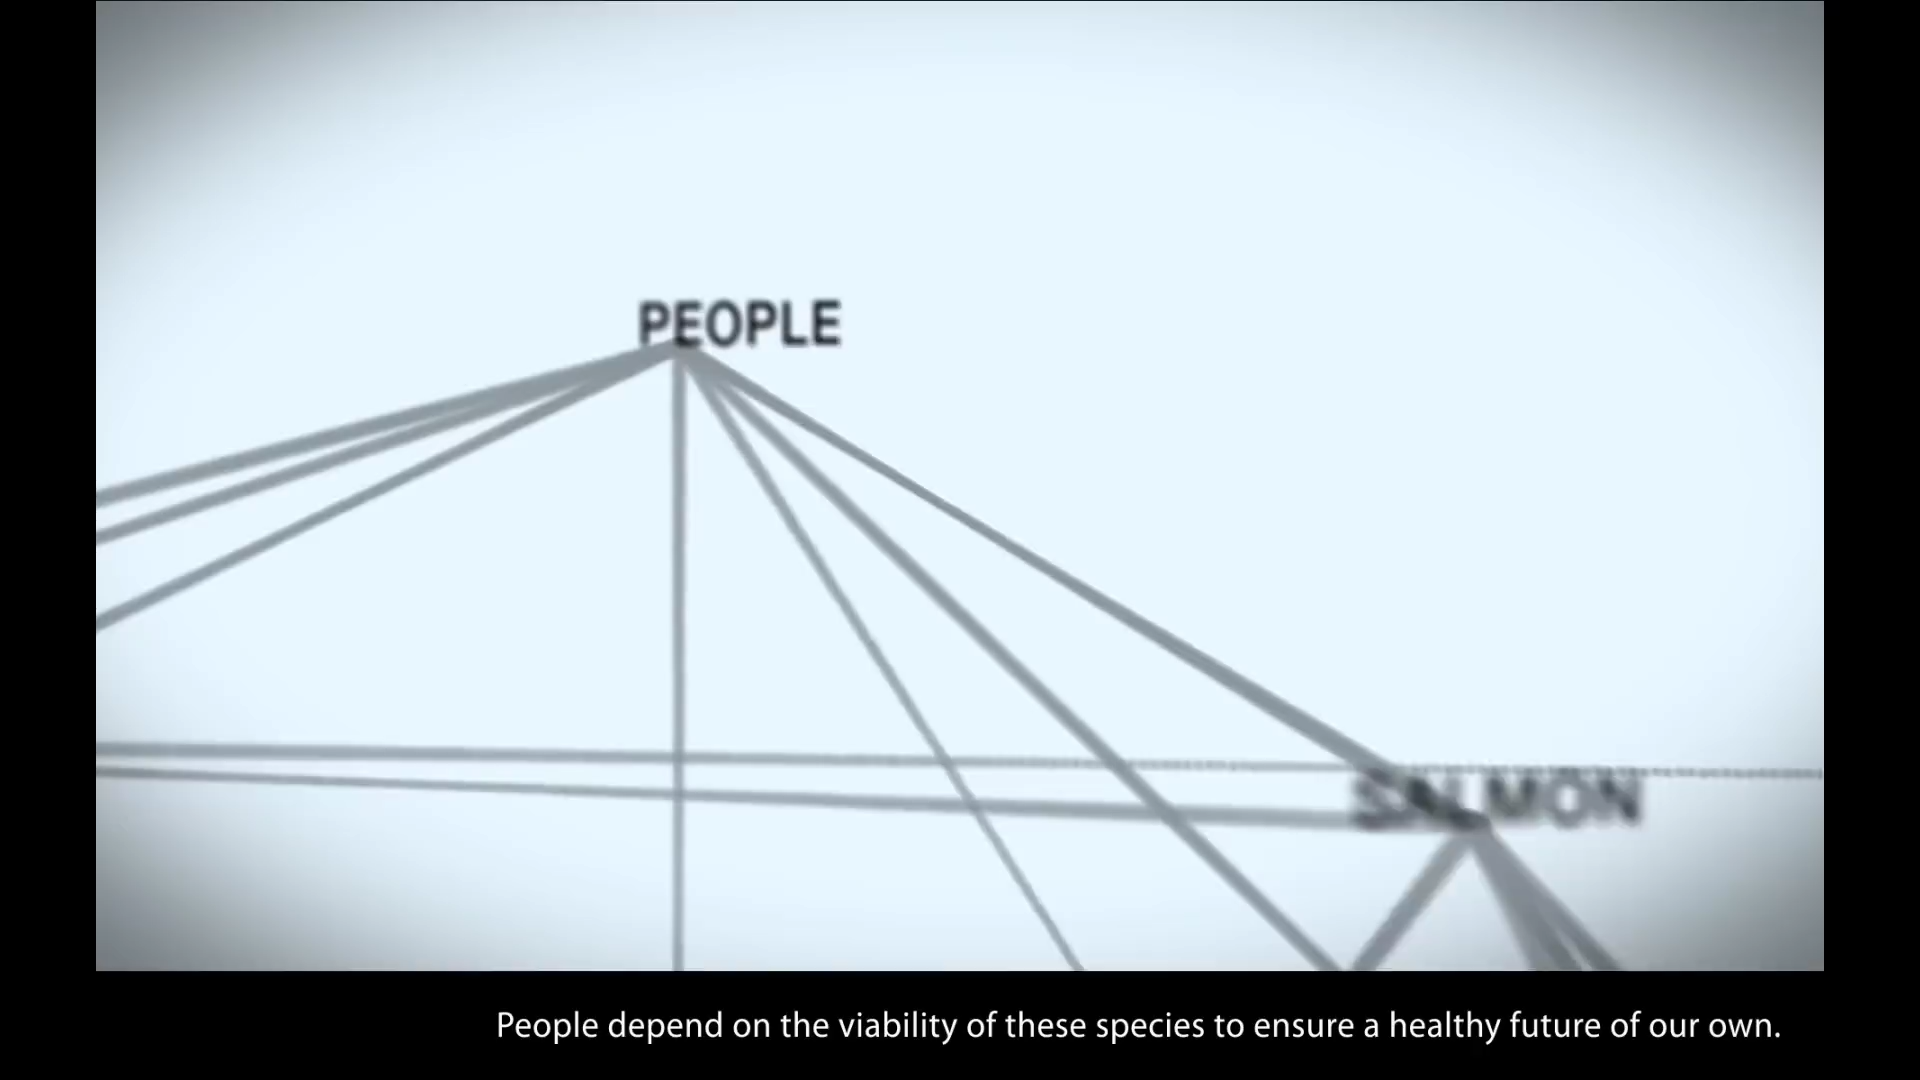 PEOPLE
SALMON
People depend on the viability of these species to ensure a healthy future of our own.